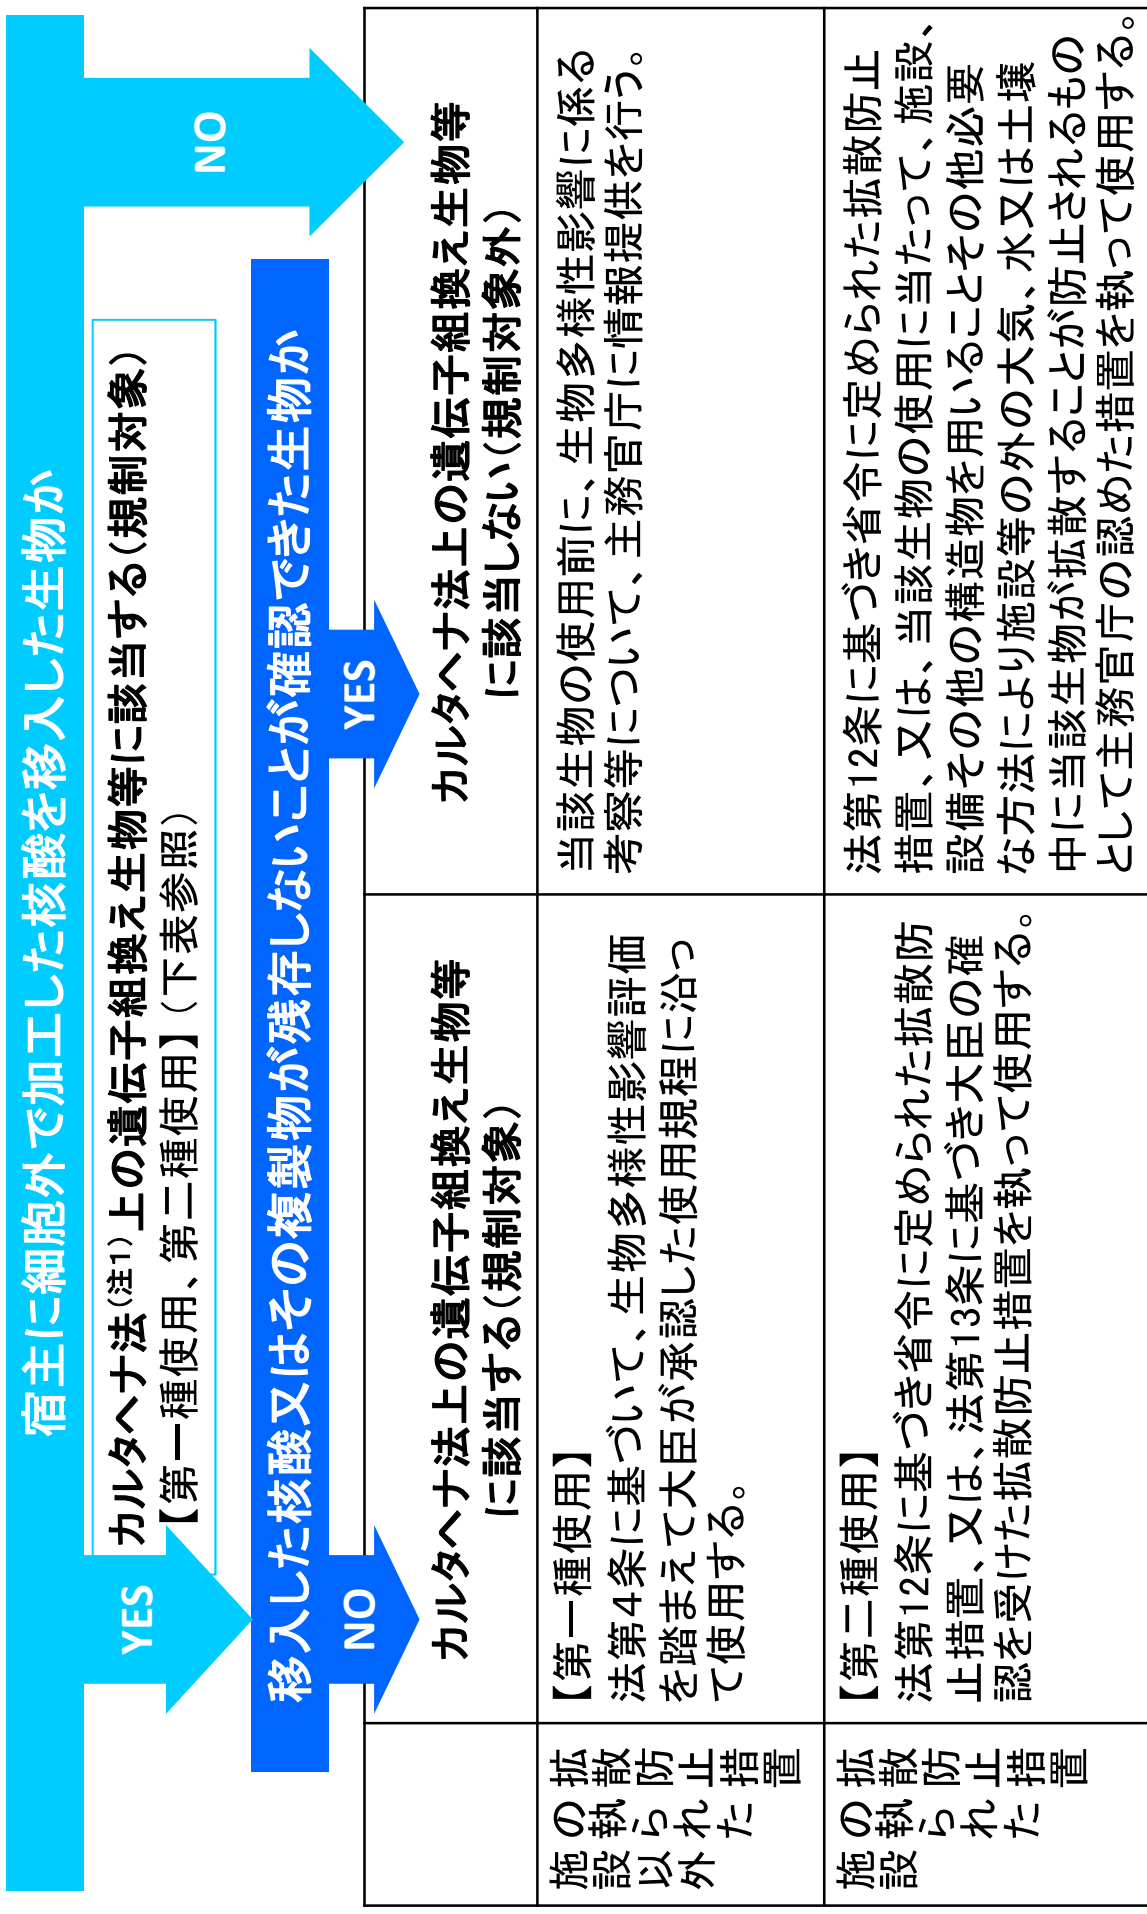 宿主に細胞外で加工した核酸を移入した生物か
YES
NO
カルタヘナ法(注１)上の遺伝子組換え生物等に該当する（規制対象）
【第一種使用、第二種使用】（下表参照）
移入した核酸又はその複製物が残存しないことが確認できた生物か
NO
YES
カルタヘナ法上の遺伝子組換え生物等
に該当する（規制対象）
カルタヘナ法上の遺伝子組換え生物等
に該当しない（規制対象外）
拡散防止措置
の執られた
施設以外
【第一種使用】
法第４条に基づいて、生物多様性影響評価
を踏まえて大臣が承認した使用規程に沿っ
て使用する。
当該生物の使用前に、生物多様性影響に係る
考察等について、主務官庁に情報提供を行う。
拡散防止措置
の執られた
施設
【第二種使用】
法第12条に基づき省令に定められた拡散防
止措置、又は、法第13条に基づき大臣の確
認を受けた拡散防止措置を執って使用する。
法第12条に基づき省令に定められた拡散防止
措置、又は、当該生物の使用に当たって、施設、
設備その他の構造物を用いることとその他必要
な方法により施設等の外の大気、水又は土壌
中に当該生物が拡散することが防止されるもの
として主務官庁の認めた措置を執って使用する。